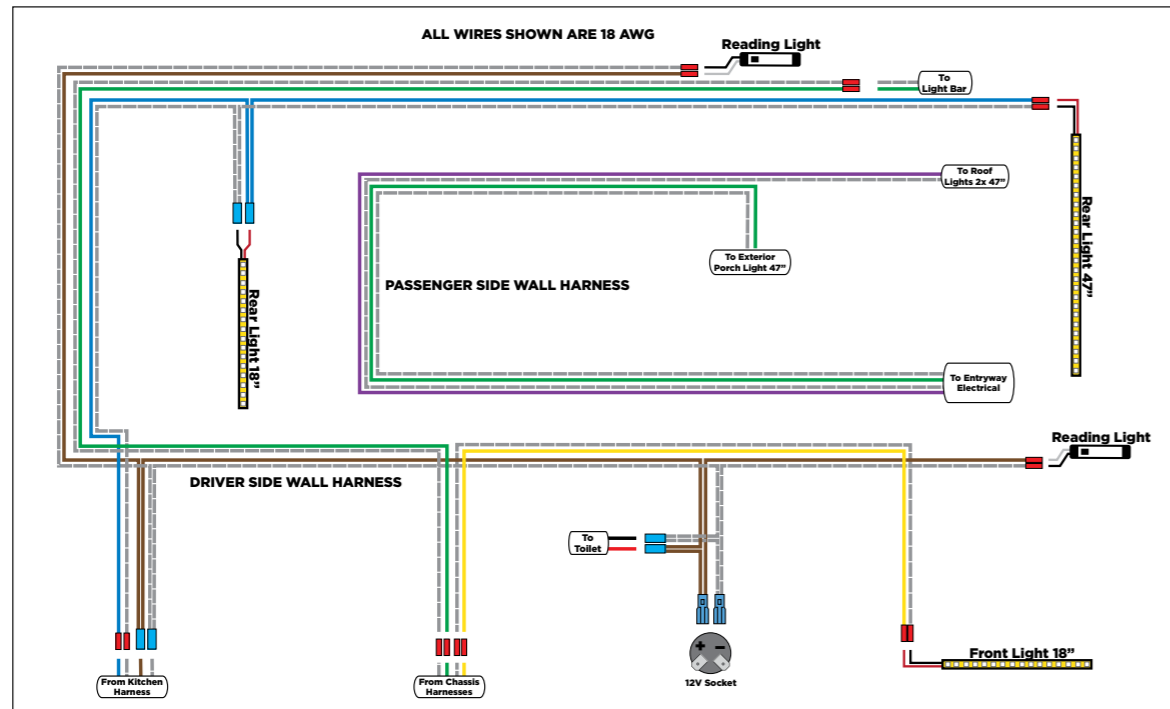 ALL WIRES SHOWN ARE 18 AWG
Reading Light
To
Light Bar
To Roof
Lights 2x 47”
Rear Light 47”
To Exterior
Porch Light 47”
PASSENGER SIDE WALL HARNESS
Rear Light 18”
To Entryway
Electrical
Reading Light
DRIVER SIDE WALL HARNESS
To
Toilet
+ −
12V Socket
Front Light 18”
From Kitchen
Harness
From Chassis
Harnesses